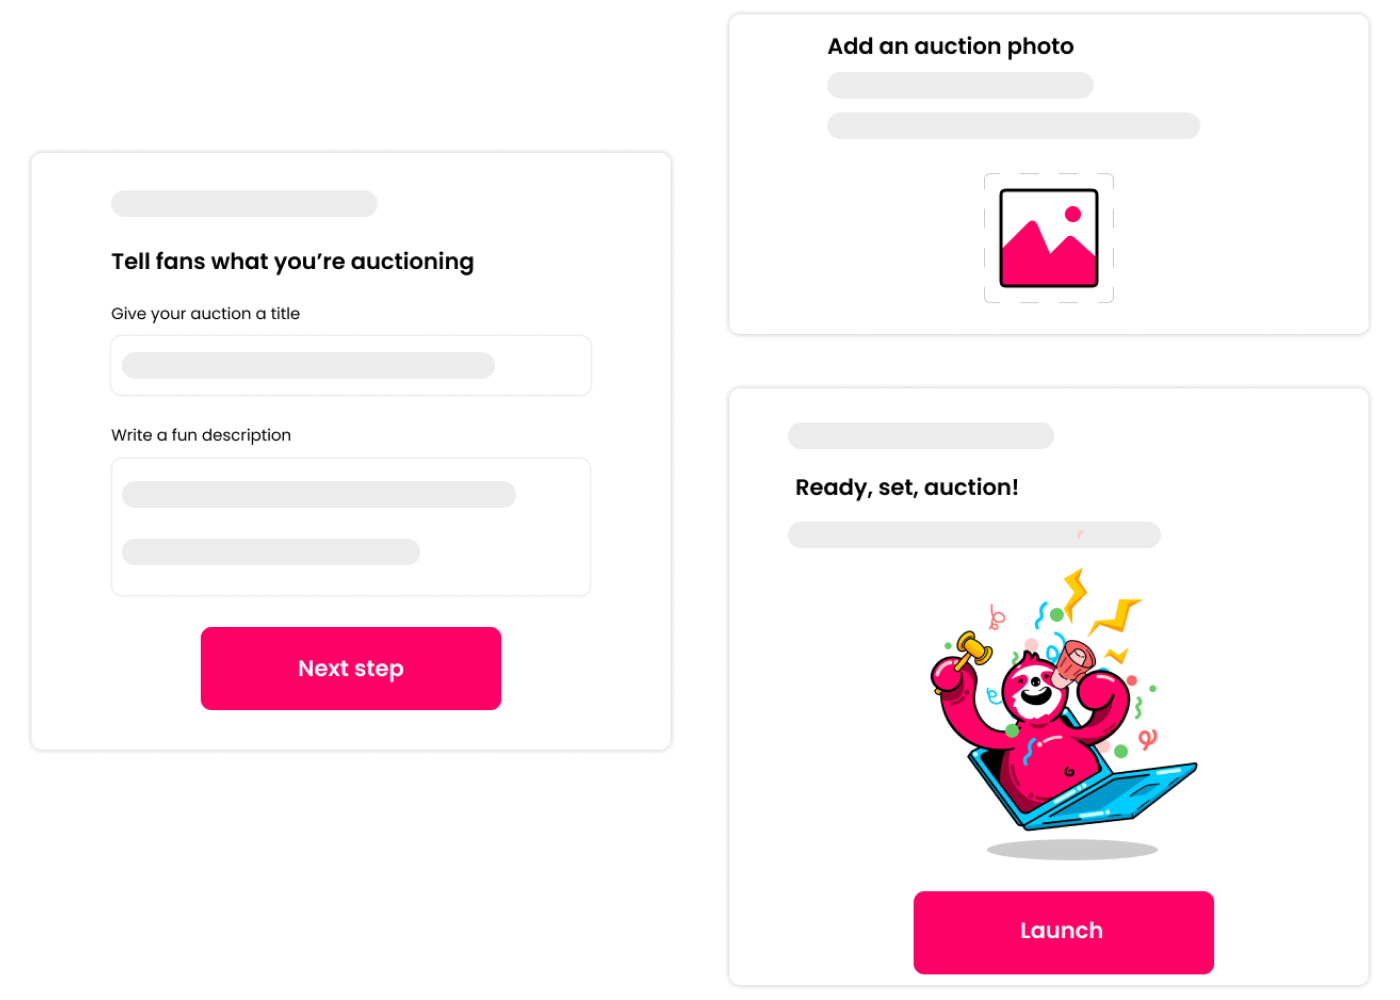 Tell fans what you’re auctioning
Give your auction a title
Write a fun description
Next step
Add an auction photo
Ready, set, auction!
Launch